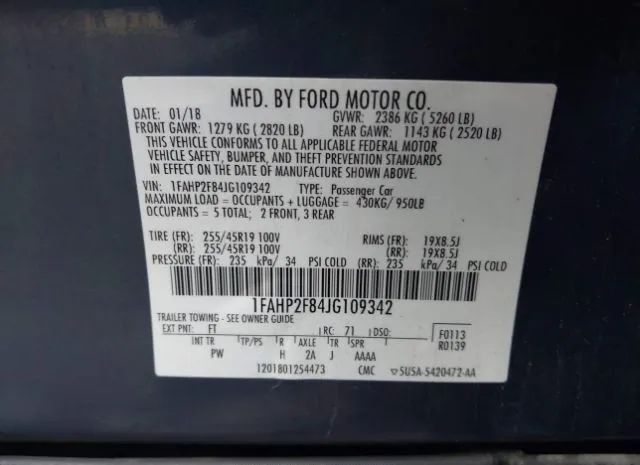 MFD. BY FORD MOTOR CO.
DATE: 01/18 GVWR: 2386 KG ( 5260 LB)
FRONT GAWR: 1279 KG ( 2820 LB) REAR GAWR: 1143 KG ( 2520 LB)
THIS VEHICLE CONFORMS TO ALL APPLICABLE FEDERAL MOTOR
VEHICLE SAFETY, BUMPER, AND THEFT PREVENTION STANDARDS
IN EFFECT ON THE DATE OF MANUFACTURE SHOWN ABOVE.
VIN: 1FAHP2F84JG109342 TYPE: Passenger Car
MAXIMUM LOAD = OCCUPANTS + LUGGAGE = 430KG/ 950LB
OCCUPANTS = 5 TOTAL; 2 FRONT, 3 REAR
TIRE (FR): 255/45R19 100V RIMS (FR): 19X8.5J
(RR): 255/45R19 100V (RR): 19X8.5J
PRESSURE (FR): 235 kPa/ 34 PSI COLD (RR): 235 kPa/ 34 PSI COLD
1FAHP2F84JG109342
TRAILER TOWING - SEE OWNER GUIDE
EXT PNT: FT RC: 71 DSO: F0113
INT TR TP/PS R AXLE TR SPR R0139
PW H 2A J AAAA
1201801254473 CMC ▽SU5A-5420472-AA